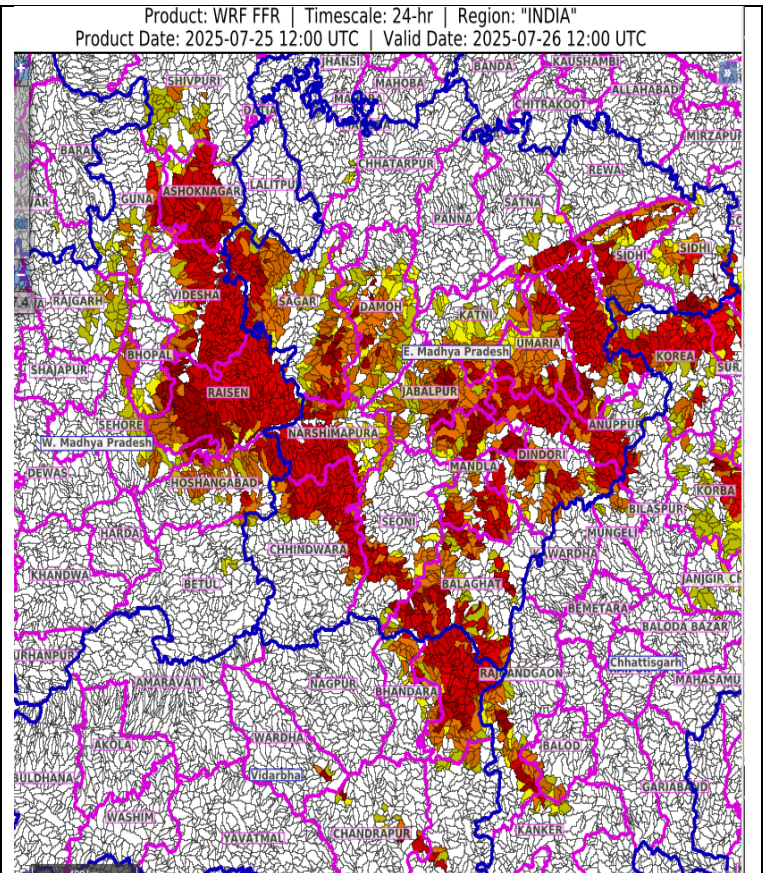 Product: WRF FFR | Timescale: 24-hr | Region: "INDIA"
Product Date: 2025-07-25 12:00 UTC | Valid Date: 2025-07-26 12:00 UTC
JHANSI
BANDA
KAUSHAMBI
SHIVPURI
MAHOBA
ALLAHABAD
CHITRAKOOT
MIRZAPUR
CHHATARPUR
REWA
ASHOKNAGAR
LALITPU
GUNA
SATNA
PANNA
SIDHI
SIDHI
VIDESHA
RAJGARH
SAGAR
DAMOH
KATNI
UMARIA
BHOPAL
E. Madhya Pradesh
KOREA
SHAJAPUR
RAISEN
JABALPUR
SEHORE
ANUPPUR
NARSHIMAPURA
W. Madhya Pradesh
DINDORI
MANDLA
DEWAS
HOSHANGABAD
KORBA
BILASPUR
SEONI
HARDA
MUNGELI
CHHINDWARA
KAWARDHA
KHANDWA
BETUL
BALAGHAT
JANJGIR CH
BEMETARA
BALODA BAZAR
URHANPUR
Chhattisgarh
AMARAVATI
NAGPUR
BHANDARA
RAJNANDGAON
MAHASAMU
AKOLA
WARDHA
BALOD
BULDHANA
Vidarbha
GARIABAND
WASHIM
YAVATMAL
CHANDRAPUR
KANKER